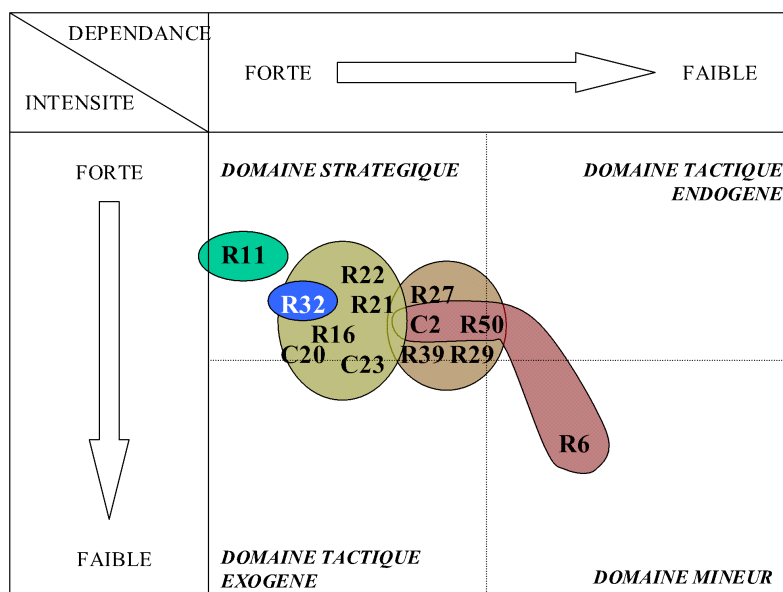 DEPENDANCE
INTENSITE
FORTE
FAIBLE
FORTE
FAIBLE
DOMAINE STRATEGIQUE
DOMAINE TACTIQUE
ENDOGENE
R11
R22
R32
R21
R27
R16
C2
R50
C20
C23
R39
R29
R6
DOMAINE TACTIQUE
EXOGENE
DOMAINE MINEUR